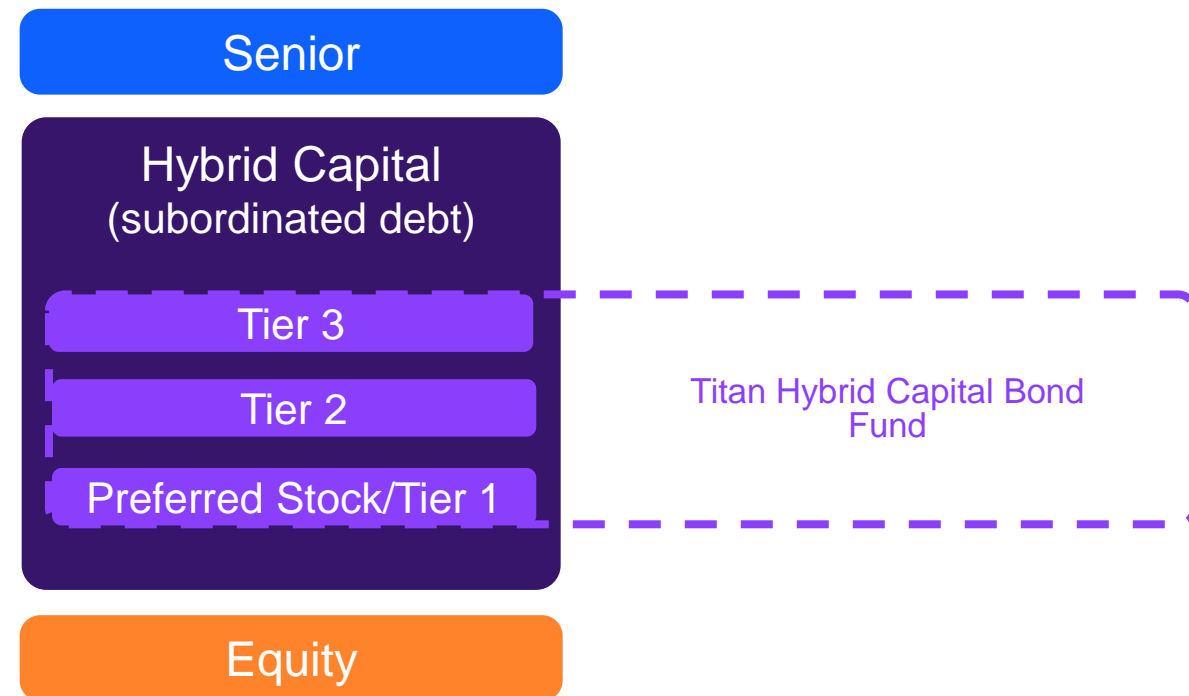 Senior
Hybrid Capital
(subordinated debt)
Tier 3
Tier 2
Preferred Stock/Tier 1
Titan Hybrid Capital Bond
Fund
Equity